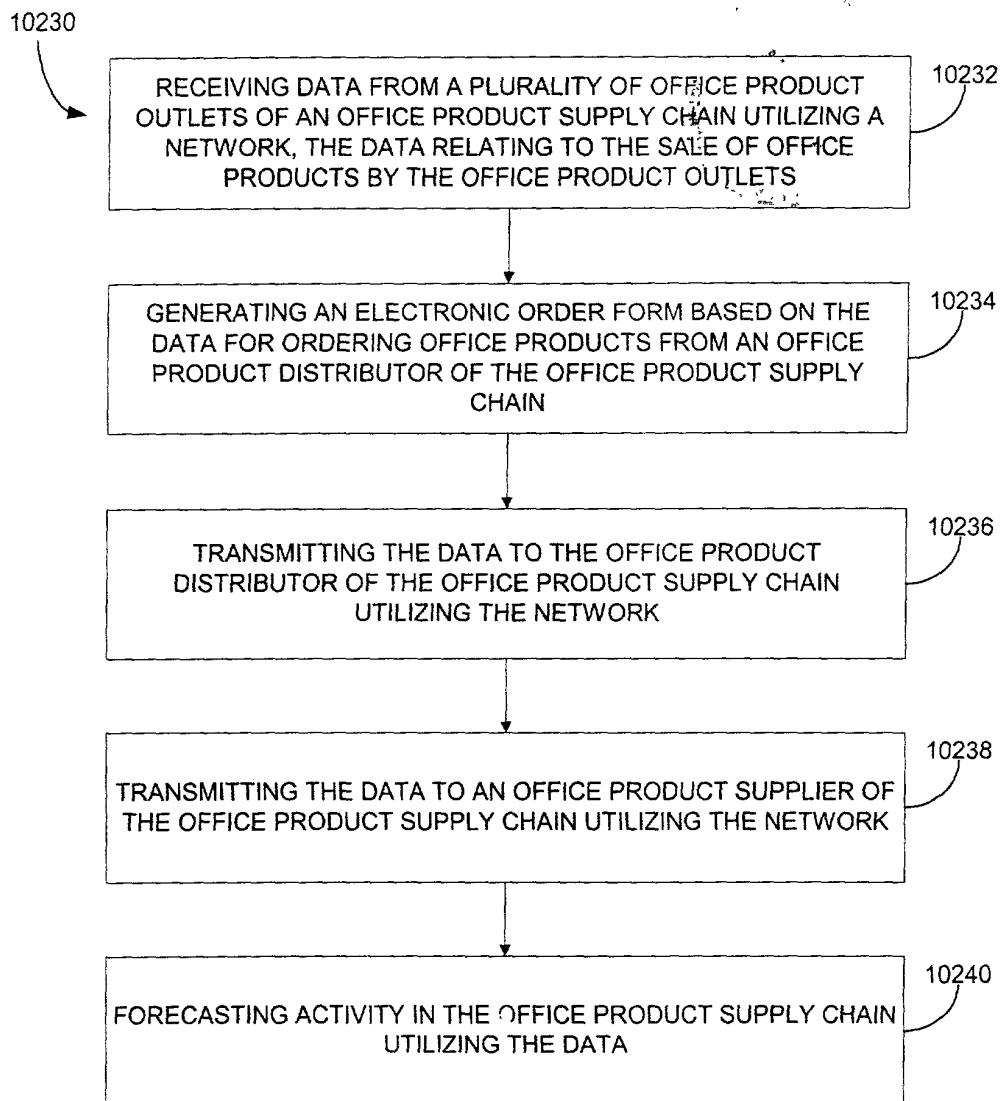 10230
RECEIVING DATA FROM A PLURALITY OF OFFICE PRODUCT
OUTLETS OF AN OFFICE PRODUCT SUPPLY CHAIN UTILIZING A
NETWORK, THE DATA RELATING TO THE SALE OF OFFICE
PRODUCTS BY THE OFFICE PRODUCT OUTLETS
10232
GENERATING AN ELECTRONIC ORDER FORM BASED ON THE
DATA FOR ORDERING OFFICE PRODUCTS FROM AN OFFICE
PRODUCT DISTRIBUTOR OF THE OFFICE PRODUCT SUPPLY
CHAIN
10234
TRANSMITTING THE DATA TO THE OFFICE PRODUCT
DISTRIBUTOR OF THE OFFICE PRODUCT SUPPLY CHAIN
UTILIZING THE NETWORK
10236
TRANSMITTING THE DATA TO AN OFFICE PRODUCT SUPPLIER OF
THE OFFICE PRODUCT SUPPLY CHAIN UTILIZING THE NETWORK
10238
FORECASTING ACTIVITY IN THE OFFICE PRODUCT SUPPLY CHAIN
UTILIZING THE DATA
10240